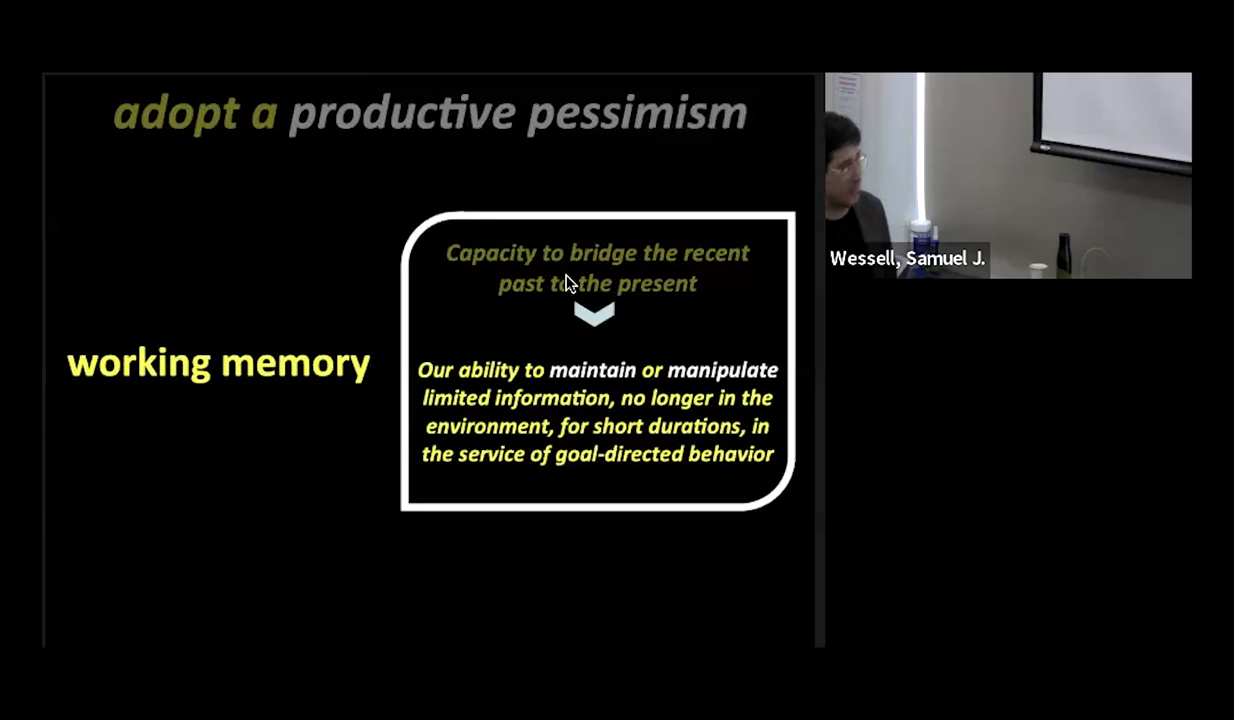 adopt a productive pessimism
Capacity to bridge the recent
past to the present
working memory
Our ability to maintain or manipulate
limited information, no longer in the
environment, for short durations, in
the service of goal-directed behavior
Wessell, Samuel J.